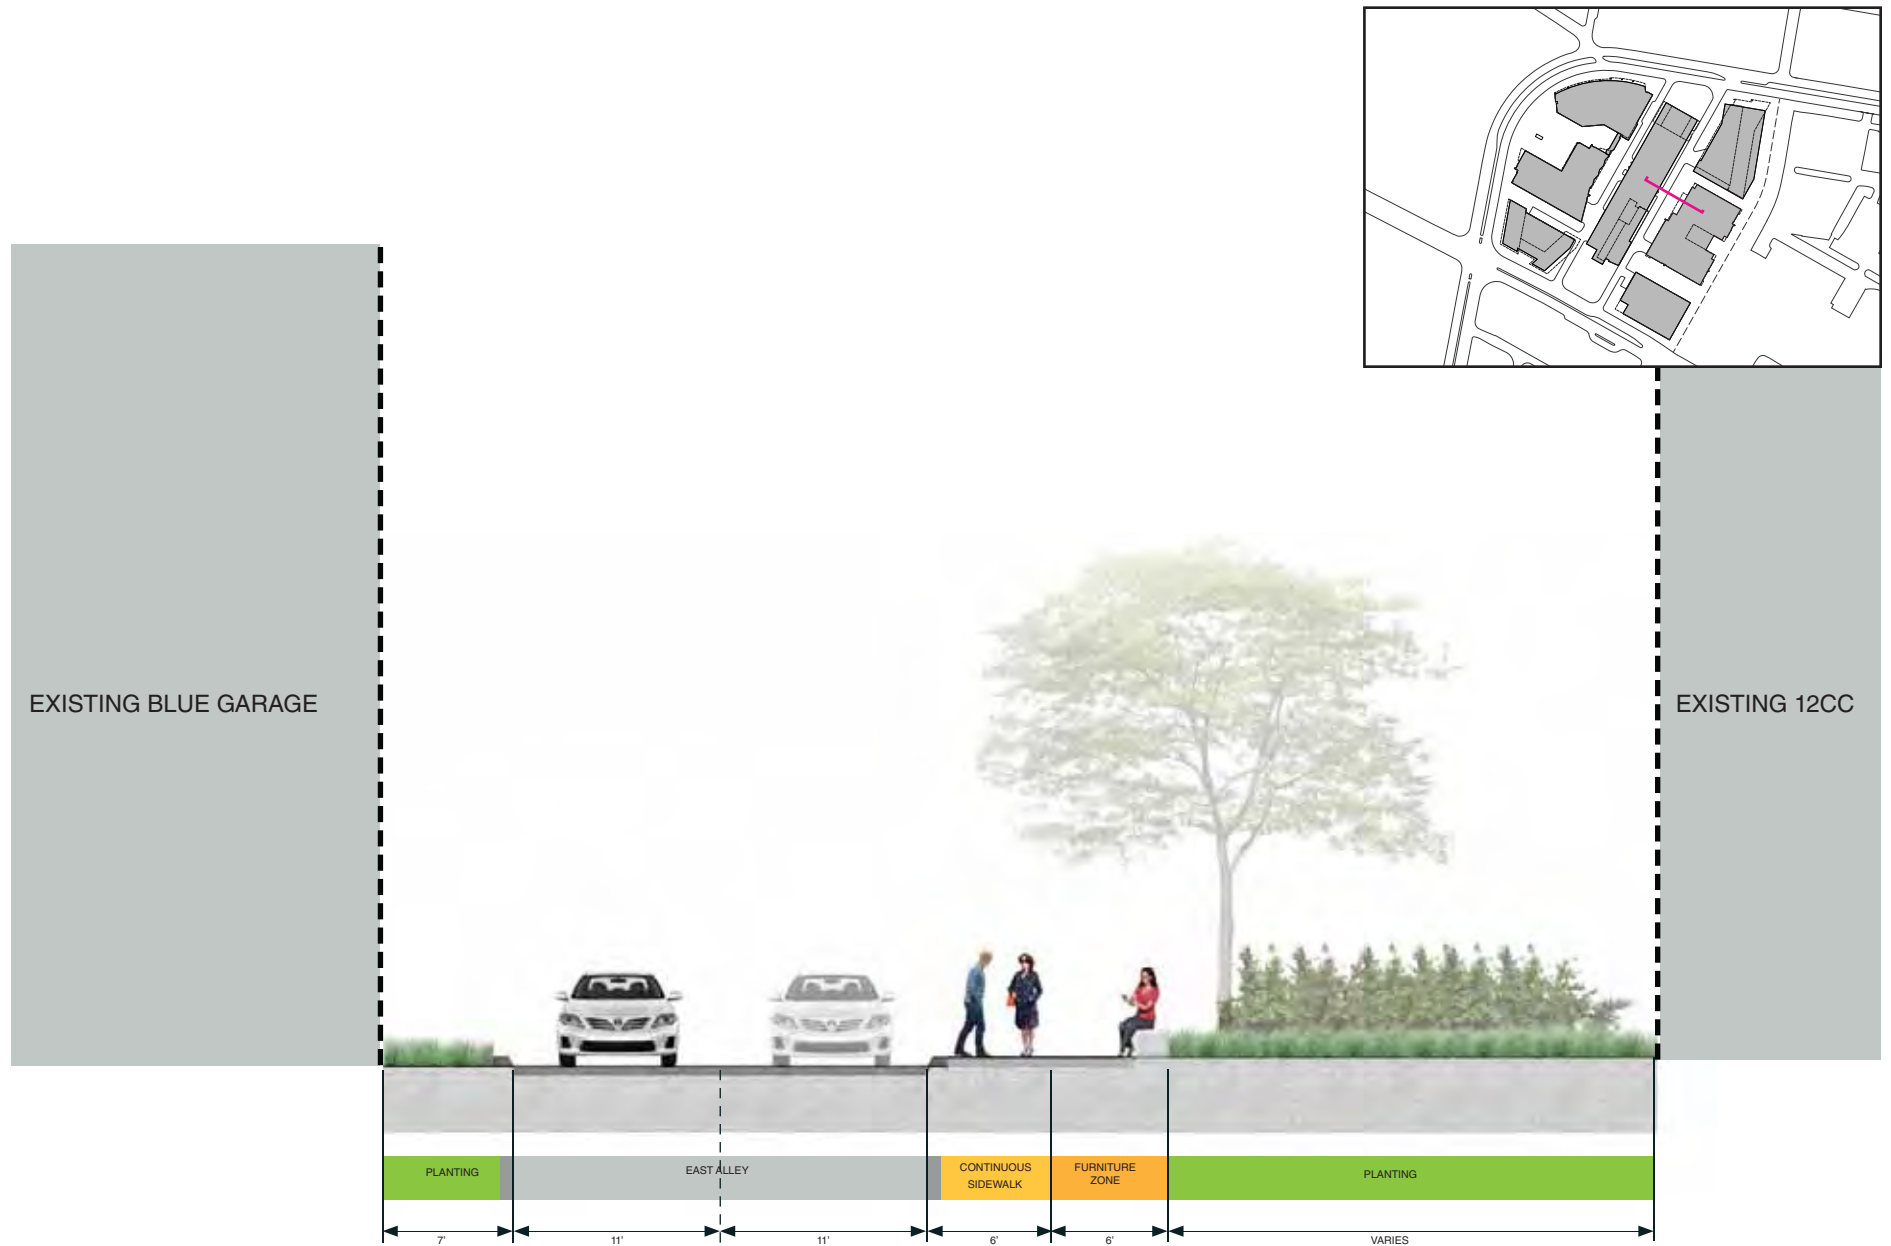 EXISTING BLUE GARAGE
EXISTING 12CC
PLANTING
EAST ALLEY
CONTINUOUS
SIDEWALK
FURNITURE
ZONE
PLANTING
7'
11'
11'
6'
6'
VARIES